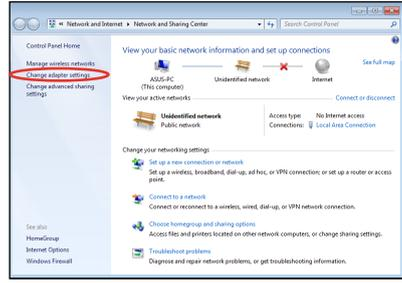 « Network and Internet ▸ Network and Sharing Center
Search Control Panel
Control Panel Home
Manage wireless networks
Change adapter settings
Change advanced sharing
settings
See also
HomeGroup
Internet Options
Windows Firewall
View your basic network information and set up connections
See full map
ASUS-PC
(This computer)
Unidentified network
Internet
View your active networks
Connect or disconnect
Unidentified network
Public network
Access type: No Internet access
Connections: Local Area Connection
Change your networking settings
Set up a new connection or network
Set up a wireless, broadband, dial-up, ad hoc, or VPN connection; or set up a router or access
point.
Connect to a network
Connect or reconnect to a wireless, wired, dial-up, or VPN network connection.
Choose homegroup and sharing options
Access files and printers located on other network computers, or change sharing settings.
Troubleshoot problems
Diagnose and repair network problems, or get troubleshooting information.